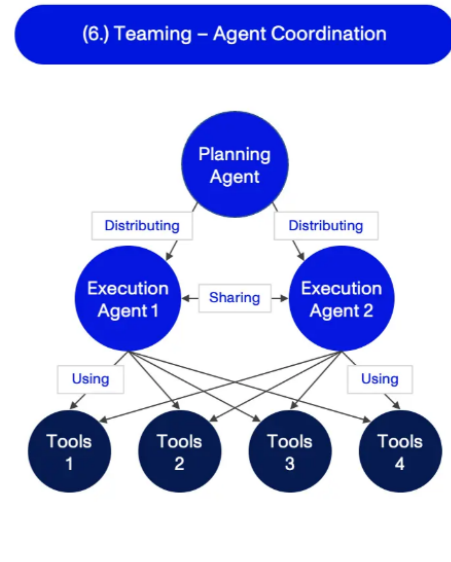 (6.) Teaming – Agent Coordination
Planning
Agent
Distributing
Distributing
Execution
Agent 1
Sharing
Execution
Agent 2
Using
Using
Tools
1
Tools
2
Tools
3
Tools
4